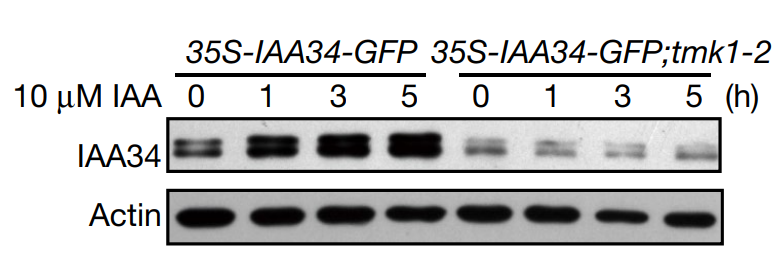 35S-IAA34-GFP 35S-IAA34-GFP;tmk1-2
10 μM IAA 0 1 3 5 0 1 3 5 (h)
IAA34
Actin